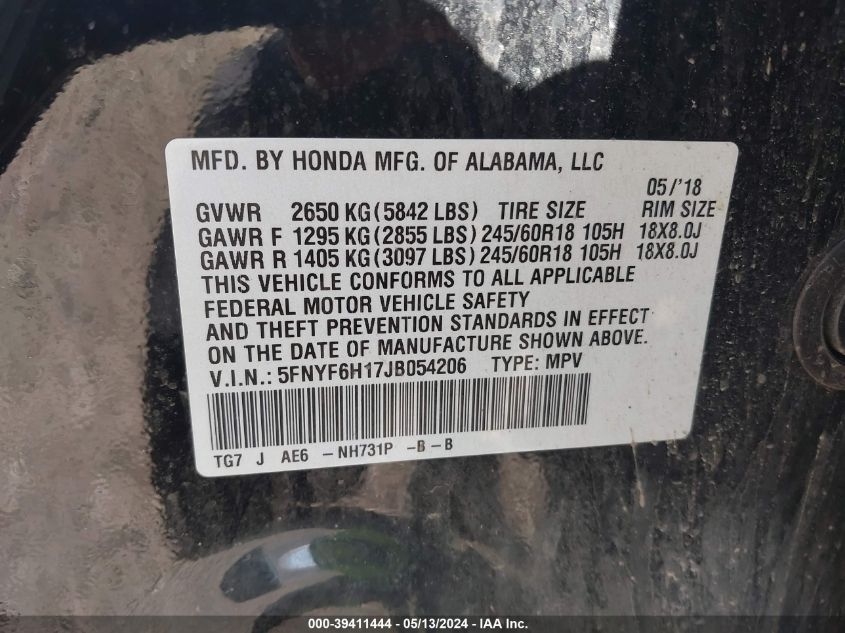 MFD. BY HONDA MFG. OF ALABAMA, LLC
05/'18
GVWR 2650 KG (5842 LBS) TIRE SIZE RIM SIZE
GAWR F 1295 KG (2855 LBS) 245/60R18 105H 18X8.0J
GAWR R 1405 KG (3097 LBS) 245/60R18 105H 18X8.0J
THIS VEHICLE CONFORMS TO ALL APPLICABLE
FEDERAL MOTOR VEHICLE SAFETY
AND THEFT PREVENTION STANDARDS IN EFFECT
ON THE DATE OF MANUFACTURE SHOWN ABOVE.
V.I.N.: 5FNYF6H17JB054206 TYPE: MPV
TG7 J AE6 - NH731P - B - B
000-39411444 - 05/13/2024 - IAA Inc.